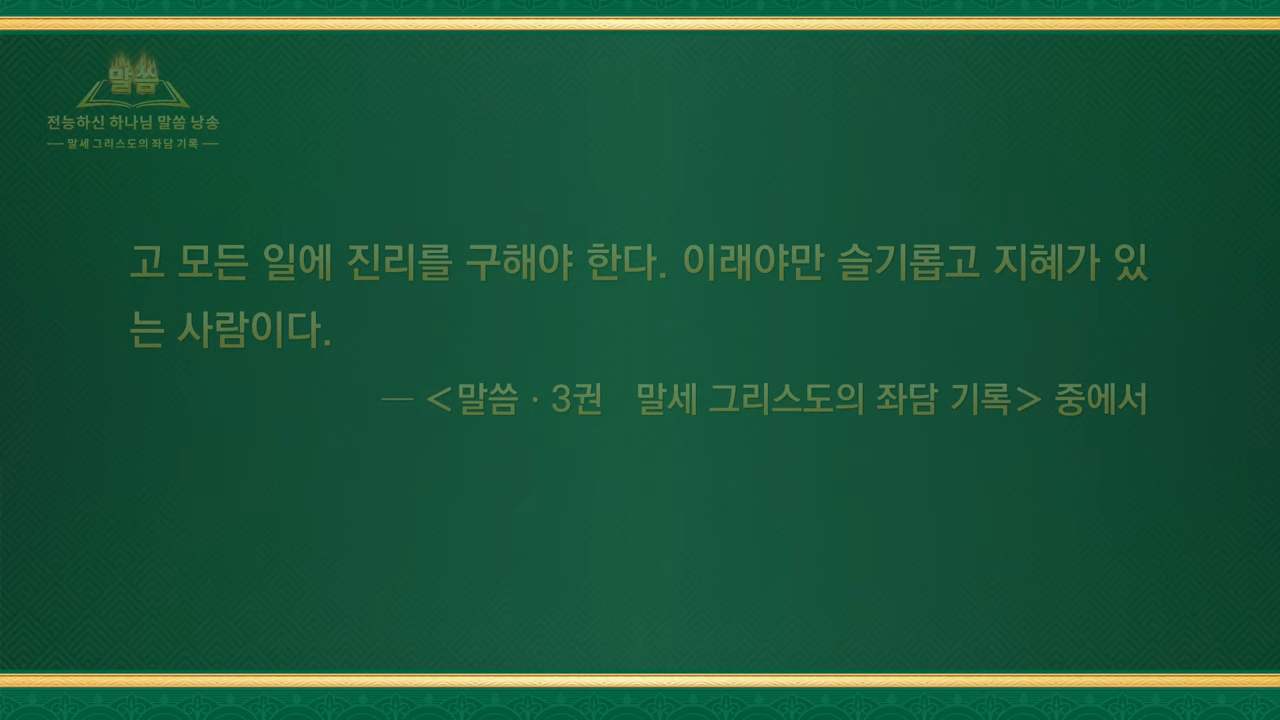 말씀
전능하신 하나님 말씀 낭송
— 말세 그리스도의 좌담 기록 —
고 모든 일에 진리를 구해야 한다. 이래야만 슬기롭고 지혜가 있
는 사람이다.
— <말씀 · 3권 말세 그리스도의 좌담 기록> 중에서